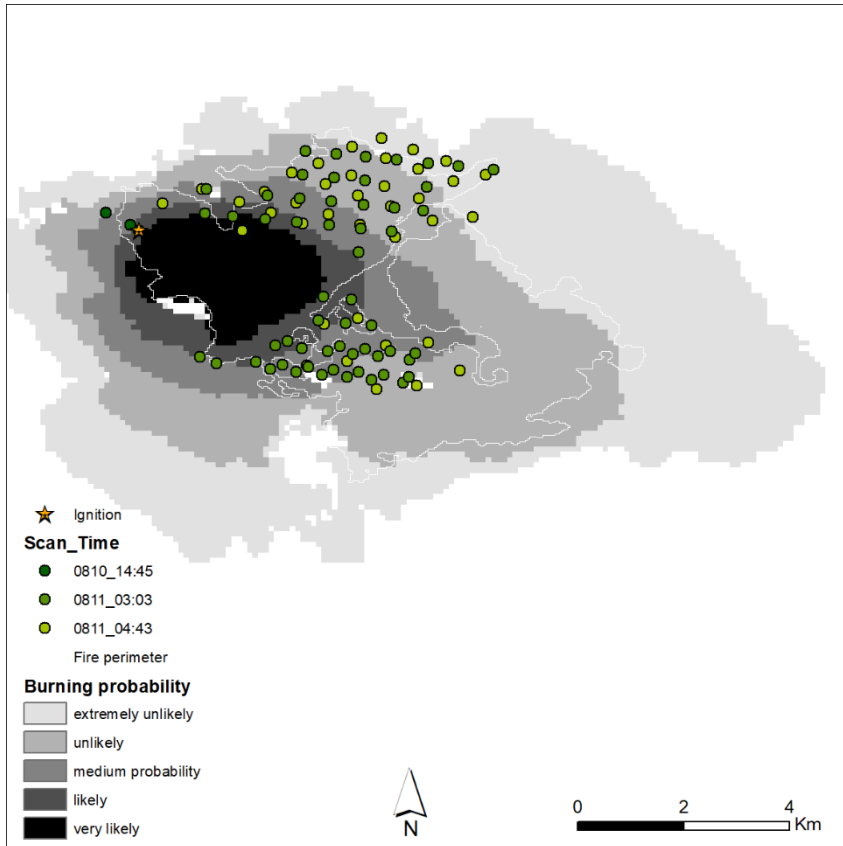 Ignition
Scan_Time
0810_14:45
0811_03:03
0811_04:43
Fire perimeter
Burning probability
extremely unlikely
unlikely
medium probability
likely
very likely
N
0 2 4
Km